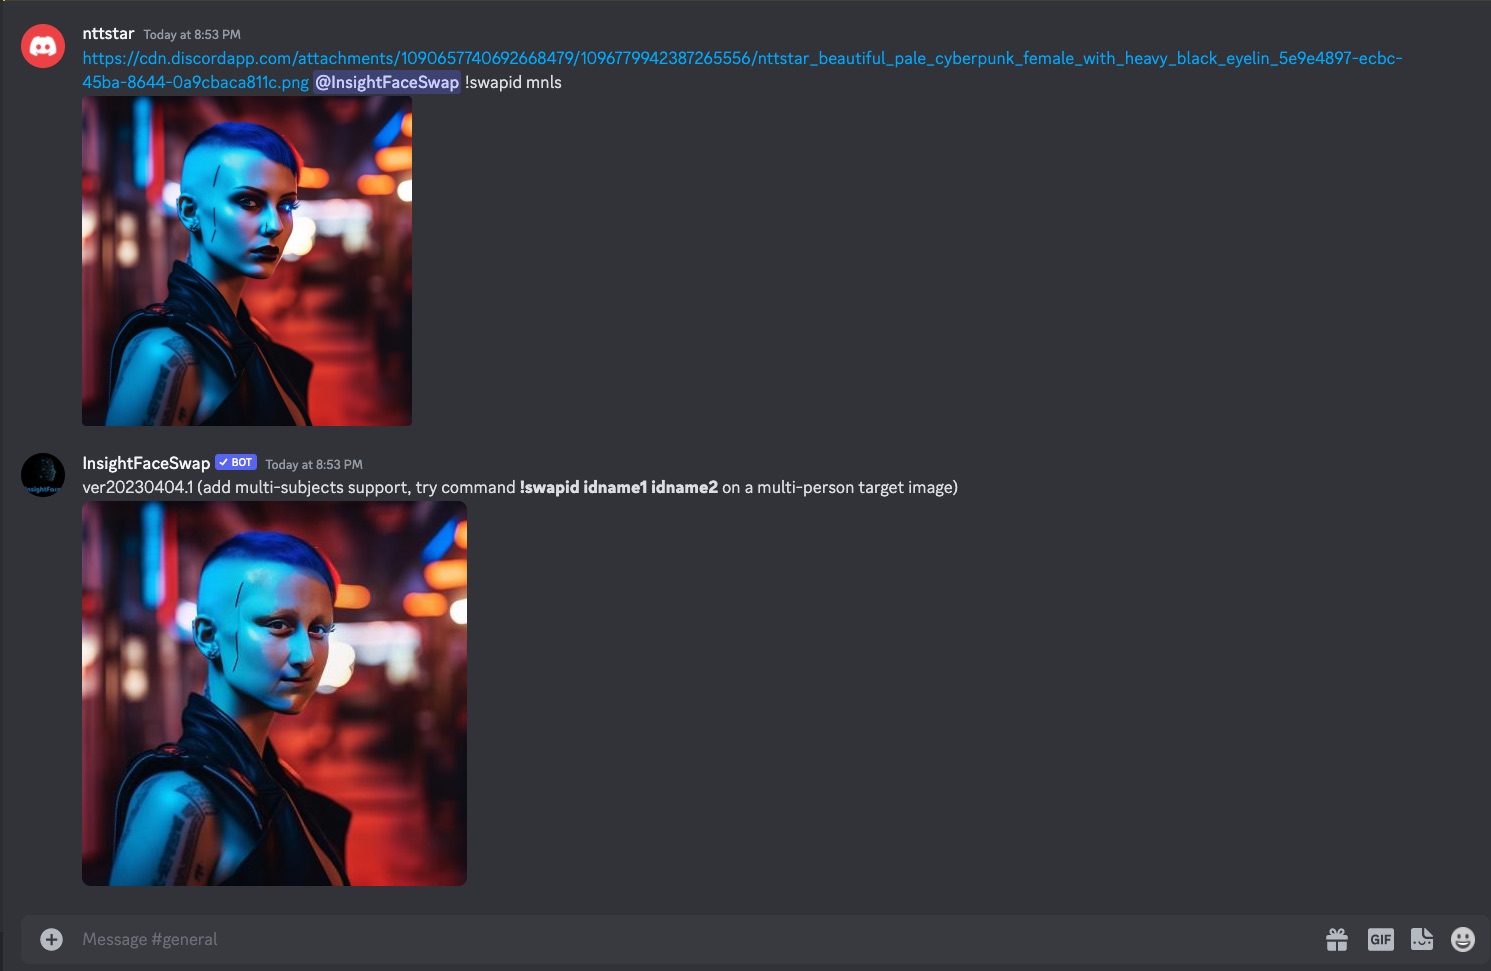 nttstar Today at 8:53 PM
https://cdn.discordapp.com/attachments/1090657740692668479/1096779942387265556/nttstar_beautiful_pale_cyberpunk_female_with_heavy_black_eyelin_5e9e4897-ecbc-
45ba-8644-0a9cbaca811c.png @InsightFaceSwap !swapid mnls
InsightFaceSwap ✓ BOT Today at 8:53 PM
ver20230404.1 (add multi-subjects support, try command !swapid idname1 idname2 on a multi-person target image)
Message #general
GIF